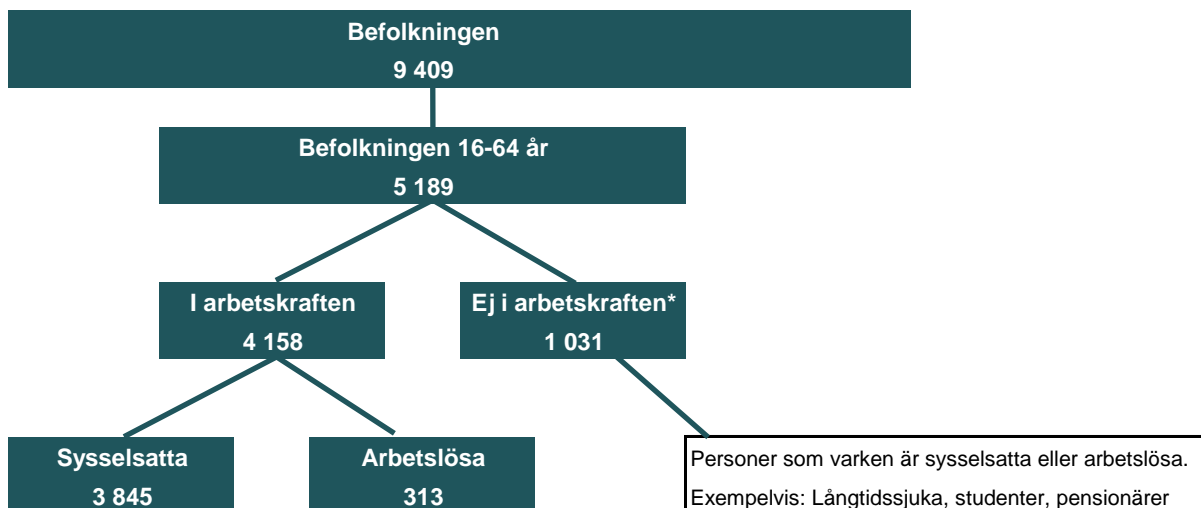 Befolkningen
9 409
Befolkningen 16-64 år
5 189
I arbetskraften
4 158
Ej i arbetskraften*
1 031
Sysselsatta
3 845
Arbetslösa
313
Personer som varken är sysselsatta eller arbetslösa.
Exempelvis: Långtidssjuka, studenter, pensionärer